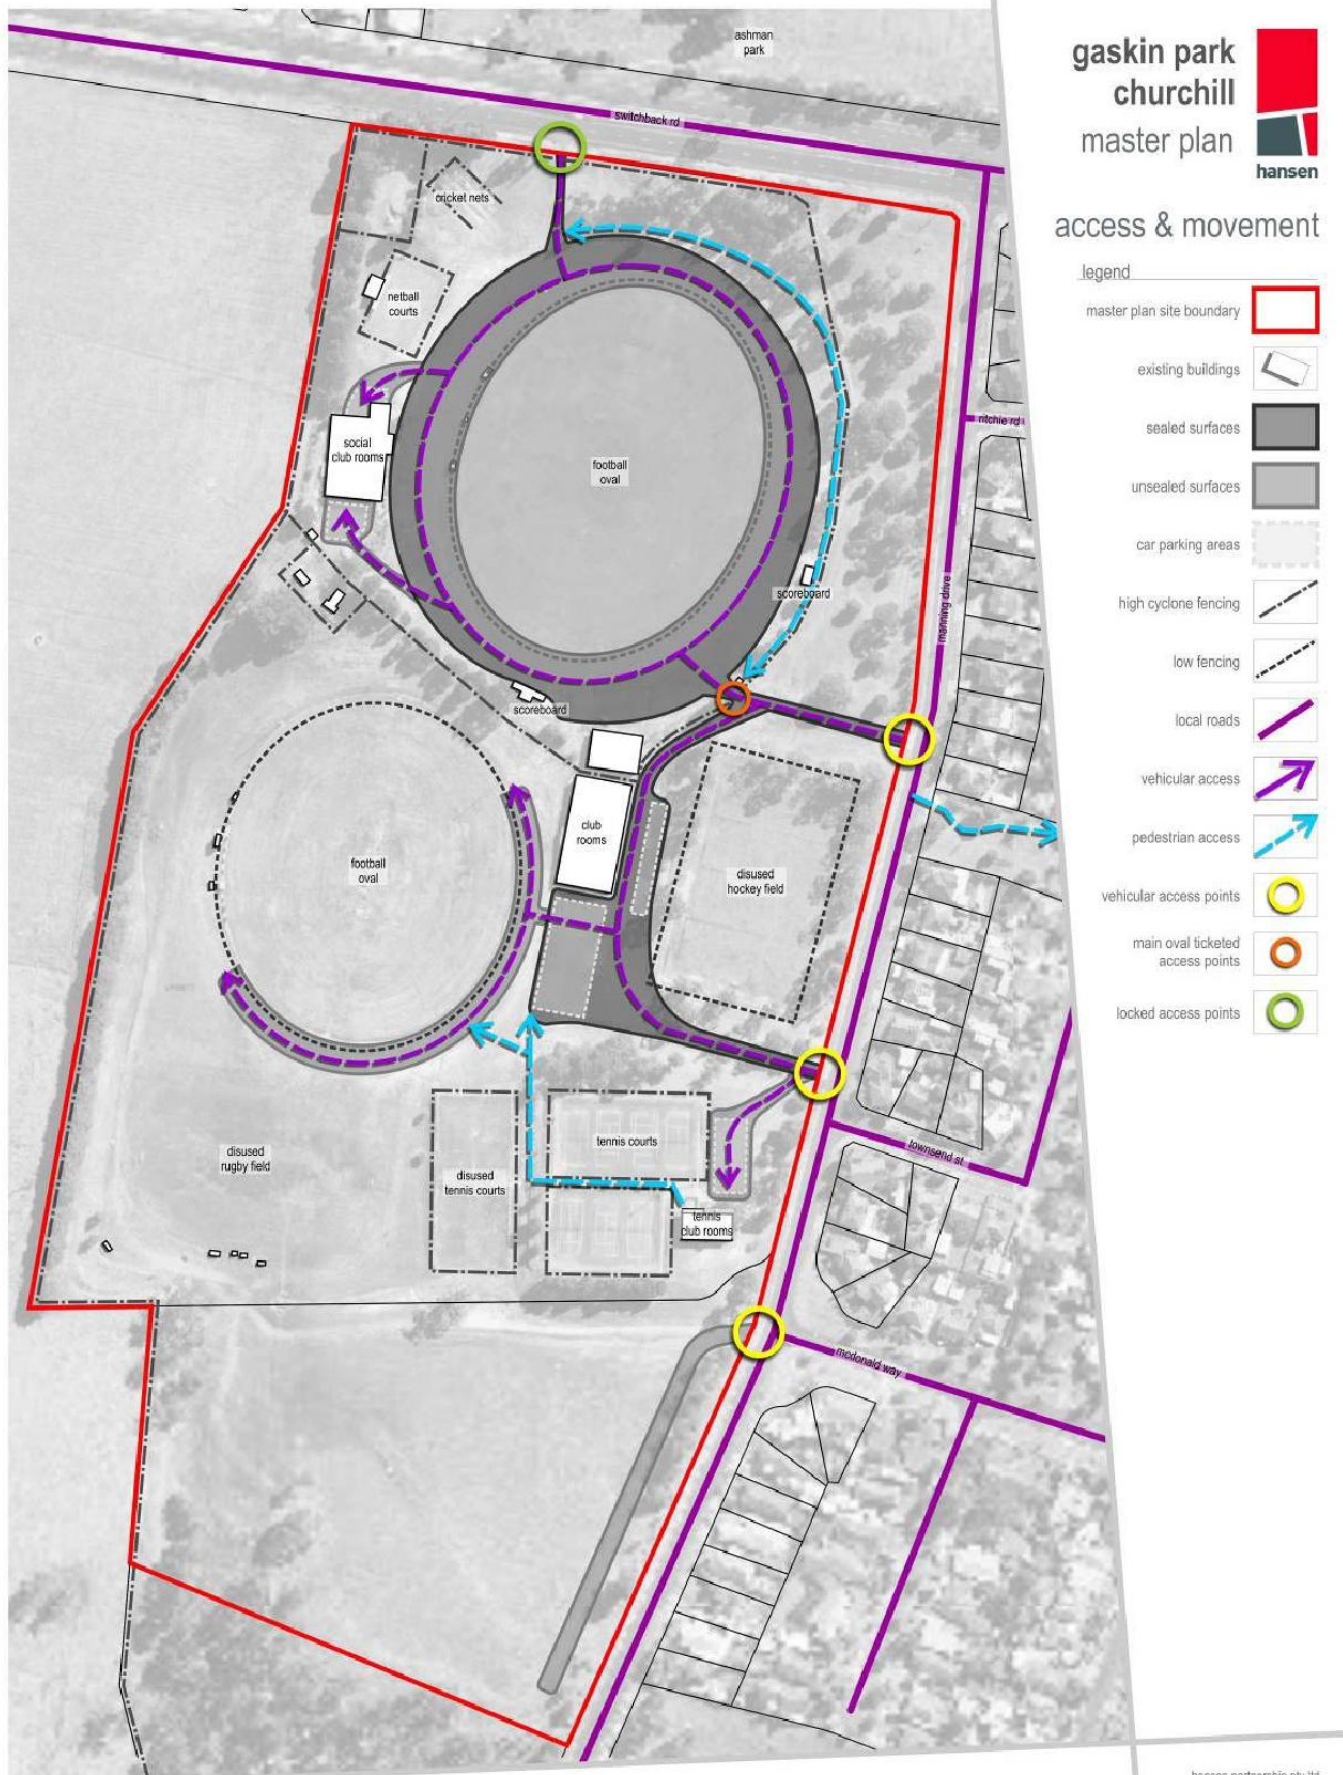 ashman
park
switchback rd
cricket nets
netball
courts
social
club rooms
football
oval
scoreboard
scoreboard
ritchie rd
manning drive
club
rooms
football
oval
disused
hockey field
disused
rugby field
disused
tennis courts
tennis courts
tennis
club rooms
townsend st
mcdonald way
gaskin park
churchill
master plan
hansen
access & movement
legend
master plan site boundary
existing buildings
sealed surfaces
unsealed surfaces
car parking areas
high cyclone fencing
low fencing
local roads
vehicular access
pedestrian access
vehicular access points
main oval ticketed
access points
locked access points